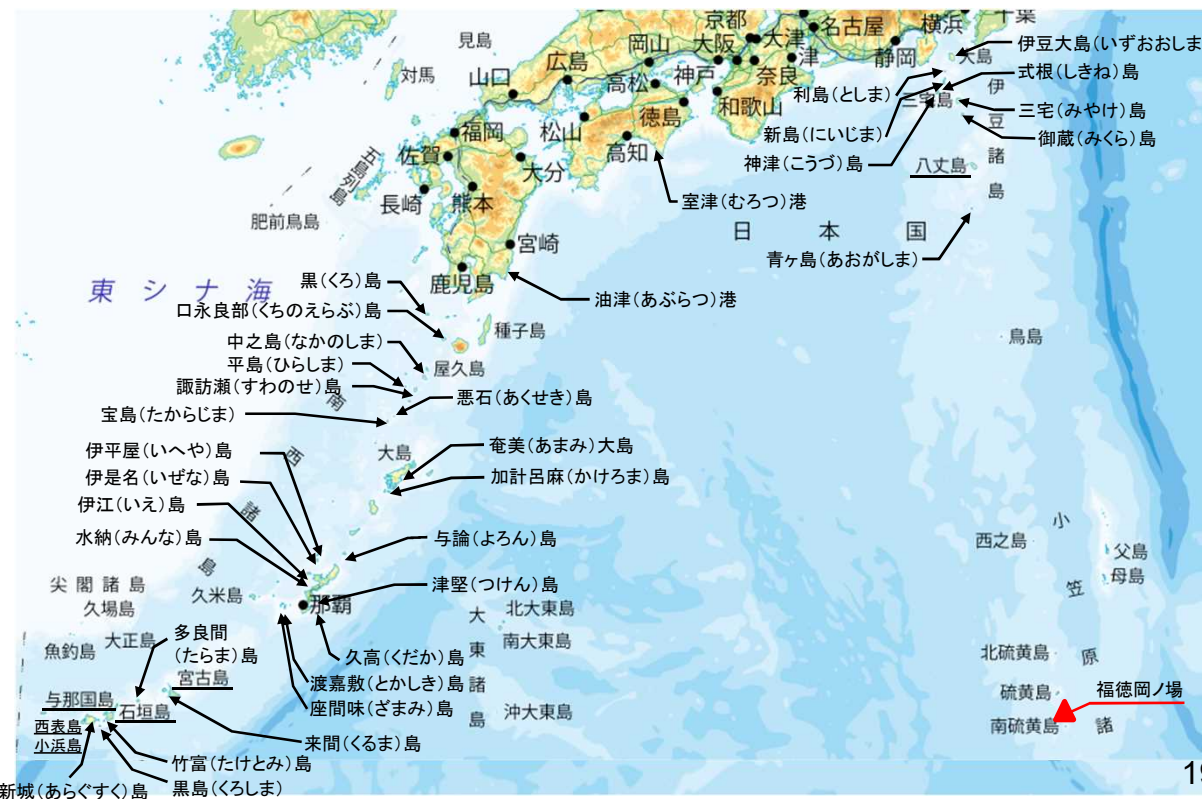 京都
横浜
千葉
名古屋
見島
岡山
大阪
大津
静岡
大島
伊豆大島(いずおおしま
対馬
山口
広島
高松
神戸
奈良
津
利島(としま)
三宅島
伊
式根(しきね)島
松山
徳島
和歌山
新島(にいじま)
豆
三宅(みやけ)島
福岡
高知
神津(こうづ)島
諸
御蔵(みくら)島
佐賀
大分
八丈島
島
五島列島
長崎
熊本
室津(むろつ)港
肥前鳥島
宮崎
日本国
青ヶ島(あおがしま)
東シナ海
黒(くろ)島
鹿児島
油津(あぶらつ)港
口永良部(くちのえらぶ)島
種子島
中之島(なかのしま)
鳥島
平島(ひらしま)
屋久島
諏訪瀬(すわのせ)島
南
悪石(あくせき)島
宝島(たからじま)
伊平屋(いへや)島
西
大島
奄美(あまみ)大島
伊是名(いぜな)島
加計呂麻(かけろま)島
伊江(いえ)島
諸
小
水納(みんな)島
与論(よろん)島
西之島
父島
島
尖閣諸島
久米島
津堅(つけん)島
母島
久場島
那覇
大
北大東島
笠
多良間
(たらま)島
大正島
南大東島
魚釣島
久高(くだか)島
東
北硫黄島
原
宮古島
渡嘉敷(とかしき)島
諸
硫黄島
福徳岡ノ場
与那国島
石垣島
座間味(ざまみ)島
島
沖大東島
南硫黄島
諸
西表島
小浜島
来間(くるま)島
竹富(たけとみ)島
新城(あらぐすく)島
黒島(くろしま)
19